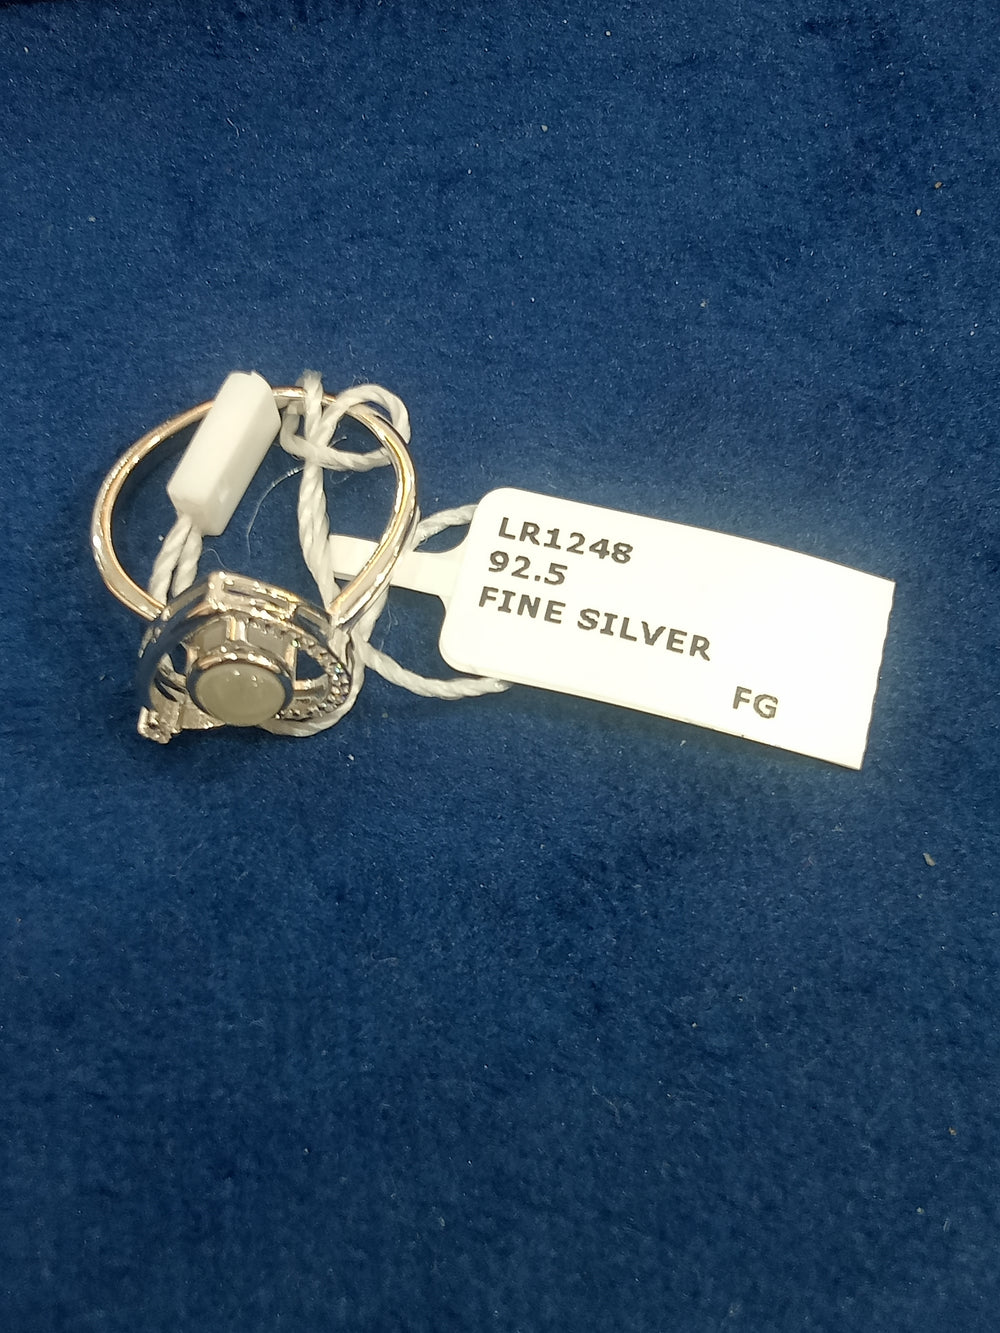 LR1248
92.5
FINE SILVER
FG